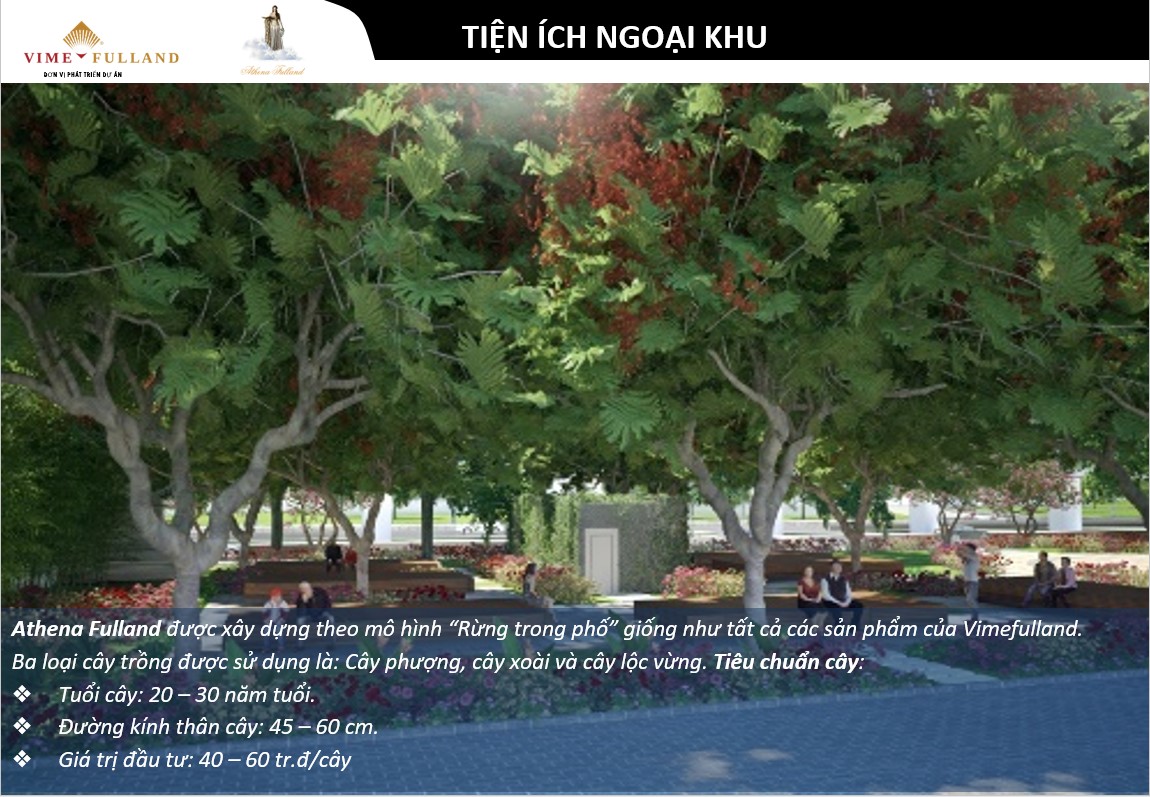 TIỆN ÍCH NGOẠI KHU
VIME FULLAND
ĐƠN VỊ PHÁT TRIỂN DỰ ÁN
Athena Fulland
Athena Fulland được xây dựng theo mô hình “Rừng trong phố” giống như tất cả các sản phẩm của Vimefulland.
Ba loại cây trồng được sử dụng là: Cây phượng, cây xoài và cây lộc vừng. Tiêu chuẩn cây:
❖ Tuổi cây: 20 – 30 năm tuổi.
❖ Đường kính thân cây: 45 – 60 cm.
❖ Giá trị đầu tư: 40 – 60 tr.đ/cây